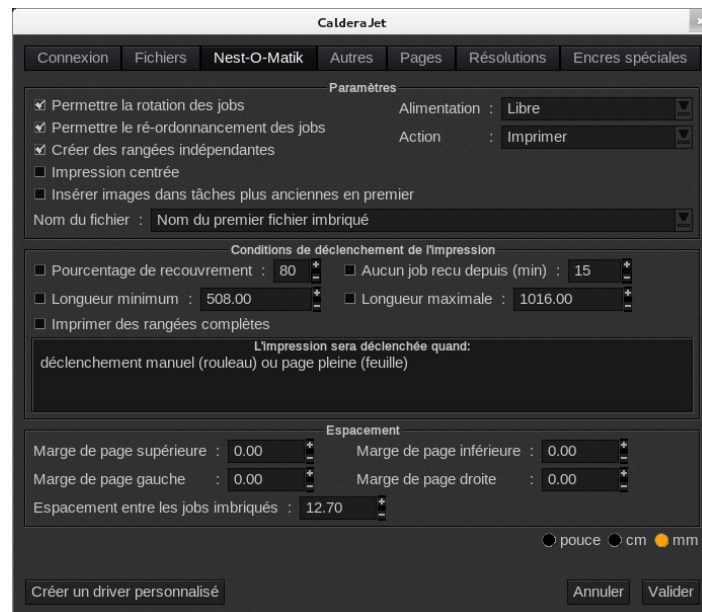 CalderaJet
Connexion Fichiers Nest-O-Matik Autres Pages Résolutions Encres spéciales
Paramètres
Permettre la rotation des jobs Alimentation : Libre
Permettre le ré-ordonnancement des jobs
Action : Imprimer
Créer des rangées indépendantes
Impression centrée
Insérer images dans tâches plus anciennes en premier
Nom du fichier : Nom du premier fichier imbriqué
Conditions de déclenchement de l'impression
Pourcentage de recouvrement : 80 Aucun job recu depuis (min) : 15
Longueur minimum : 508.00 Longueur maximale : 1016.00
Imprimer des rangées complètes
L'impression sera déclenchée quand:
déclenchement manuel (rouleau) ou page pleine (feuille)
Espacement
Marge de page supérieure : 0.00 Marge de page inférieure : 0.00
Marge de page gauche : 0.00 Marge de page droite : 0.00
Espacement entre les jobs imbriqués : 12.70
pouce cm mm
Créer un driver personnalisé Annuler Valider